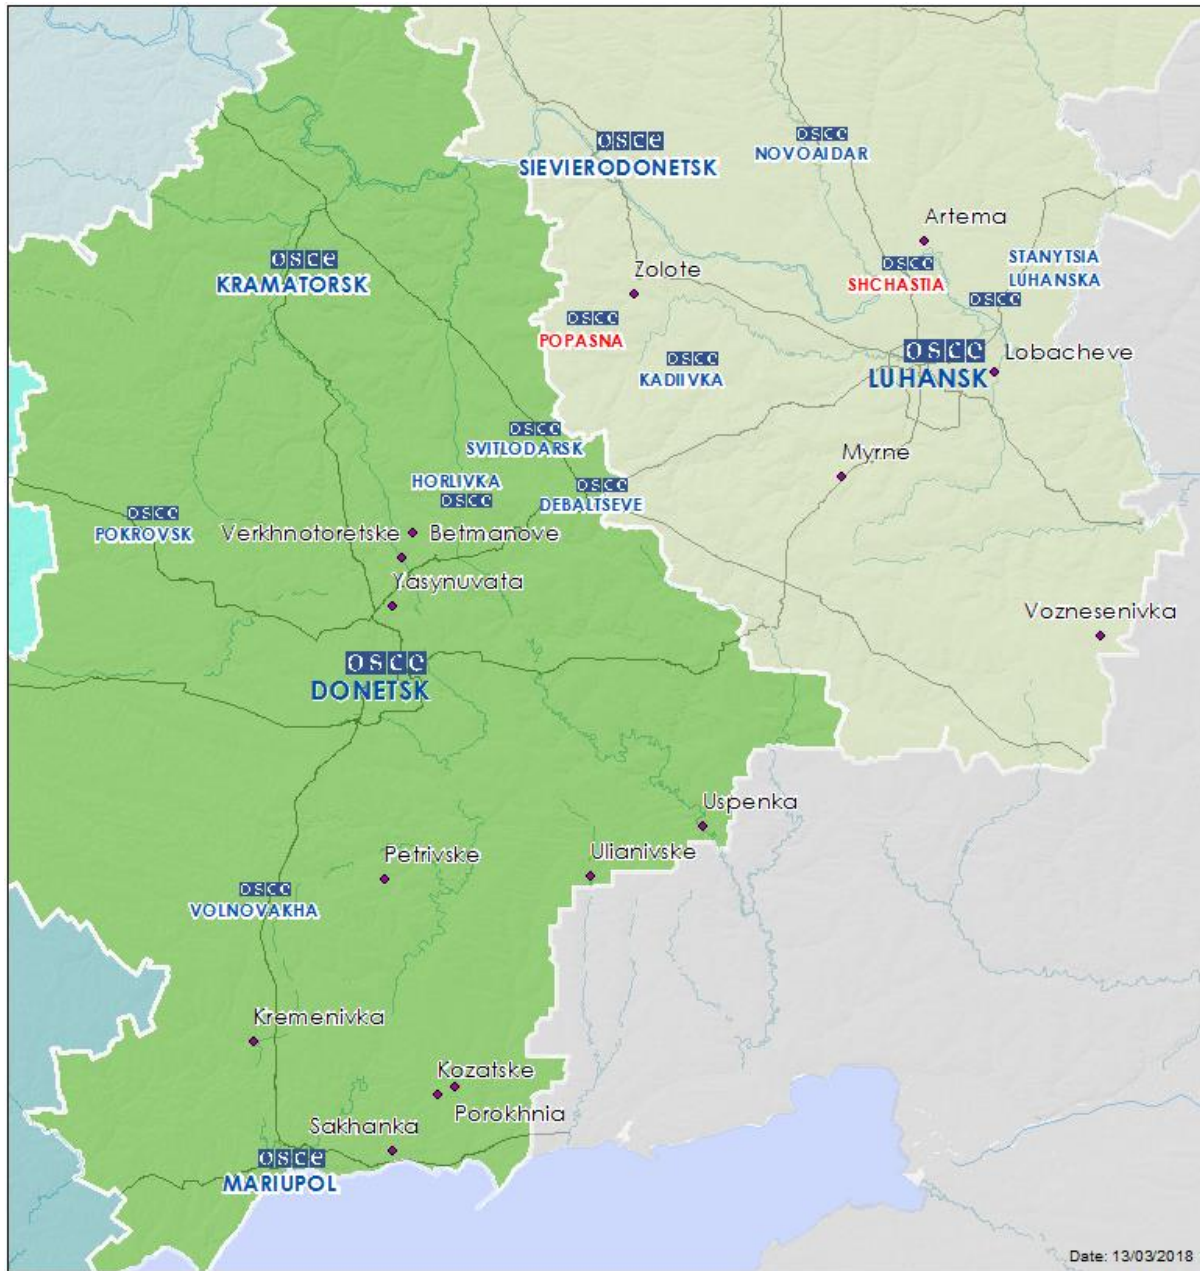 OSCE
NOVOAIDAR
OSCE
SIEVIERODONETSK
Artema
OSCE
KRAMATORSK
Zolote
OSCE
SHCHASTIA
STANYTSIA
LUHANSKA
OSCE
OSCE
POPASNA
OSCE
KADIIVKA
OSCE
LUHANSK
Lobacheve
OSCE
SVITLODARSK
Myrne
HORLIVKA
OSCE
OSCE
DEBALTSEVE
OSCE
POKROVSK
Verkhnotoretske
Betmanove
Yasynuvata
Voznesenivka
OSCE
DONETSK
Uspenka
Petrivske
Ulianivske
OSCE
VOLNOVAKHA
Kremenivka
Kozatske
Porokhnia
Sakhanka
OSCE
MARIUPOL
Date: 13/03/2018